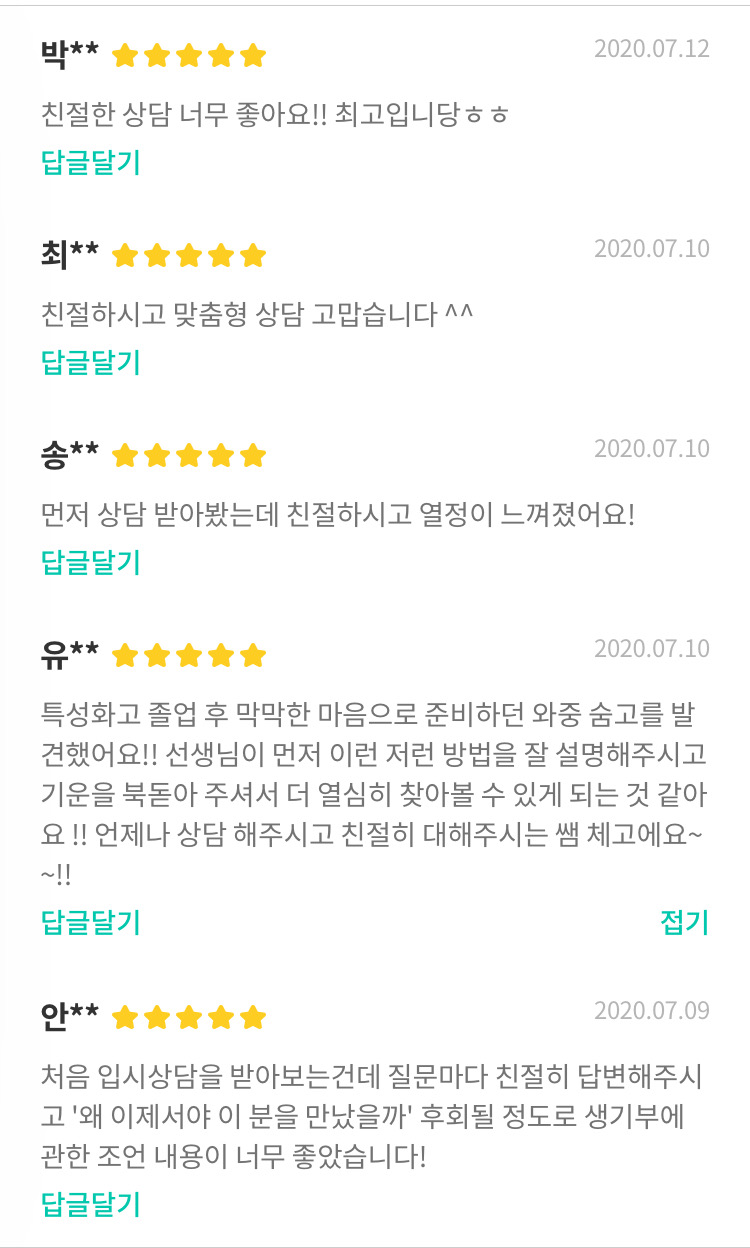 박** ★★★★★ 2020.07.12
친절한 상담 너무 좋아요!! 최고입니당ㅎㅎ
답글달기
최** ★★★★★ 2020.07.10
친절하시고 맞춤형 상담 고맙습니다 ^^
답글달기
송** ★★★★★ 2020.07.10
먼저 상담 받아봤는데 친절하시고 열정이 느껴졌어요!
답글달기
유** ★★★★★ 2020.07.10
특성화고 졸업 후 막막한 마음으로 준비하던 와중 숨고를 발
견했어요!! 선생님이 먼저 이런 저런 방법을 잘 설명해주시고
기운을 북돋아 주셔서 더 열심히 찾아볼 수 있게 되는 것 같아
요 !! 언제나 상담 해주시고 친절히 대해주시는 쌤 체고에요~
~!!
답글달기 접기
안** ★★★★★ 2020.07.09
처음 입시상담을 받아보는건데 질문마다 친절히 답변해주시
고 '왜 이제서야 이 분을 만났을까' 후회될 정도로 생기부에
관한 조언 내용이 너무 좋았습니다!
답글달기